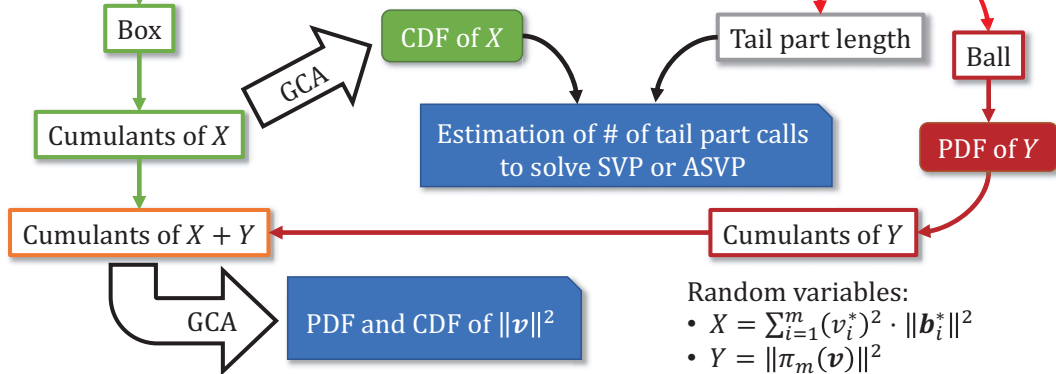 Box
CDF of X
Tail part length
Ball
GCA
Cumulants of X
Estimation of # of tail part calls
to solve SVP or ASVP
PDF of Y
Cumulants of X + Y
Cumulants of Y
GCA
PDF and CDF of ‖v‖²
Random variables:
• X = ∑ᵢ₌₁ᵐ (vᵢ*)² · ‖bᵢ*‖²
• Y = ‖πₘ(v)‖²